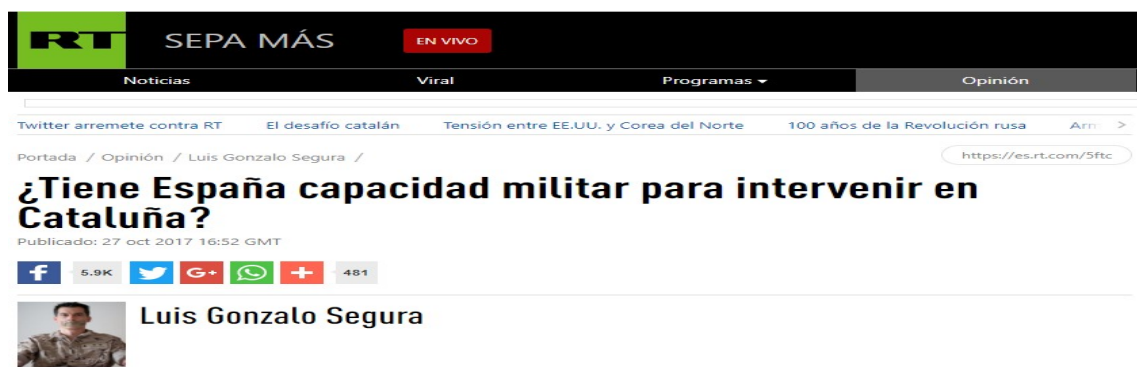 RT SEPA MÁS EN VIVO
Noticias Viral Programas Opinión
Twitter arremete contra RT El desafío catalán Tensión entre EE.UU. y Corea del Norte 100 años de la Revolución rusa
Portada / Opinión / Luis Gonzalo Segura / https://es.rt.com/5ftc
¿Tiene España capacidad militar para intervenir en
Cataluña?
Publicado: 27 oct 2017 16:52 GMT
f 5.9K G+ + 481
Luis Gonzalo Segura